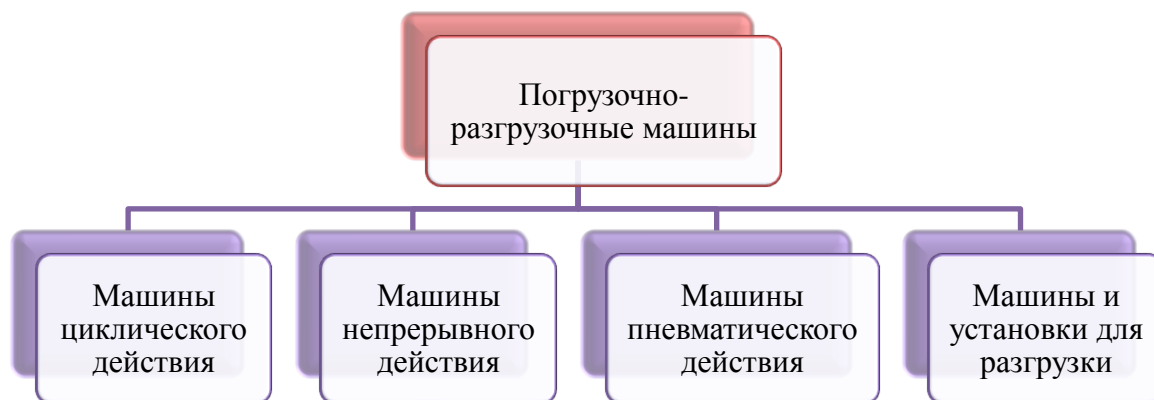 Погрузочно-
разгрузочные машины
Машины
циклического
действия
Машины
непрерывного
действия
Машины
пневматического
действия
Машины и
установки для
разгрузки